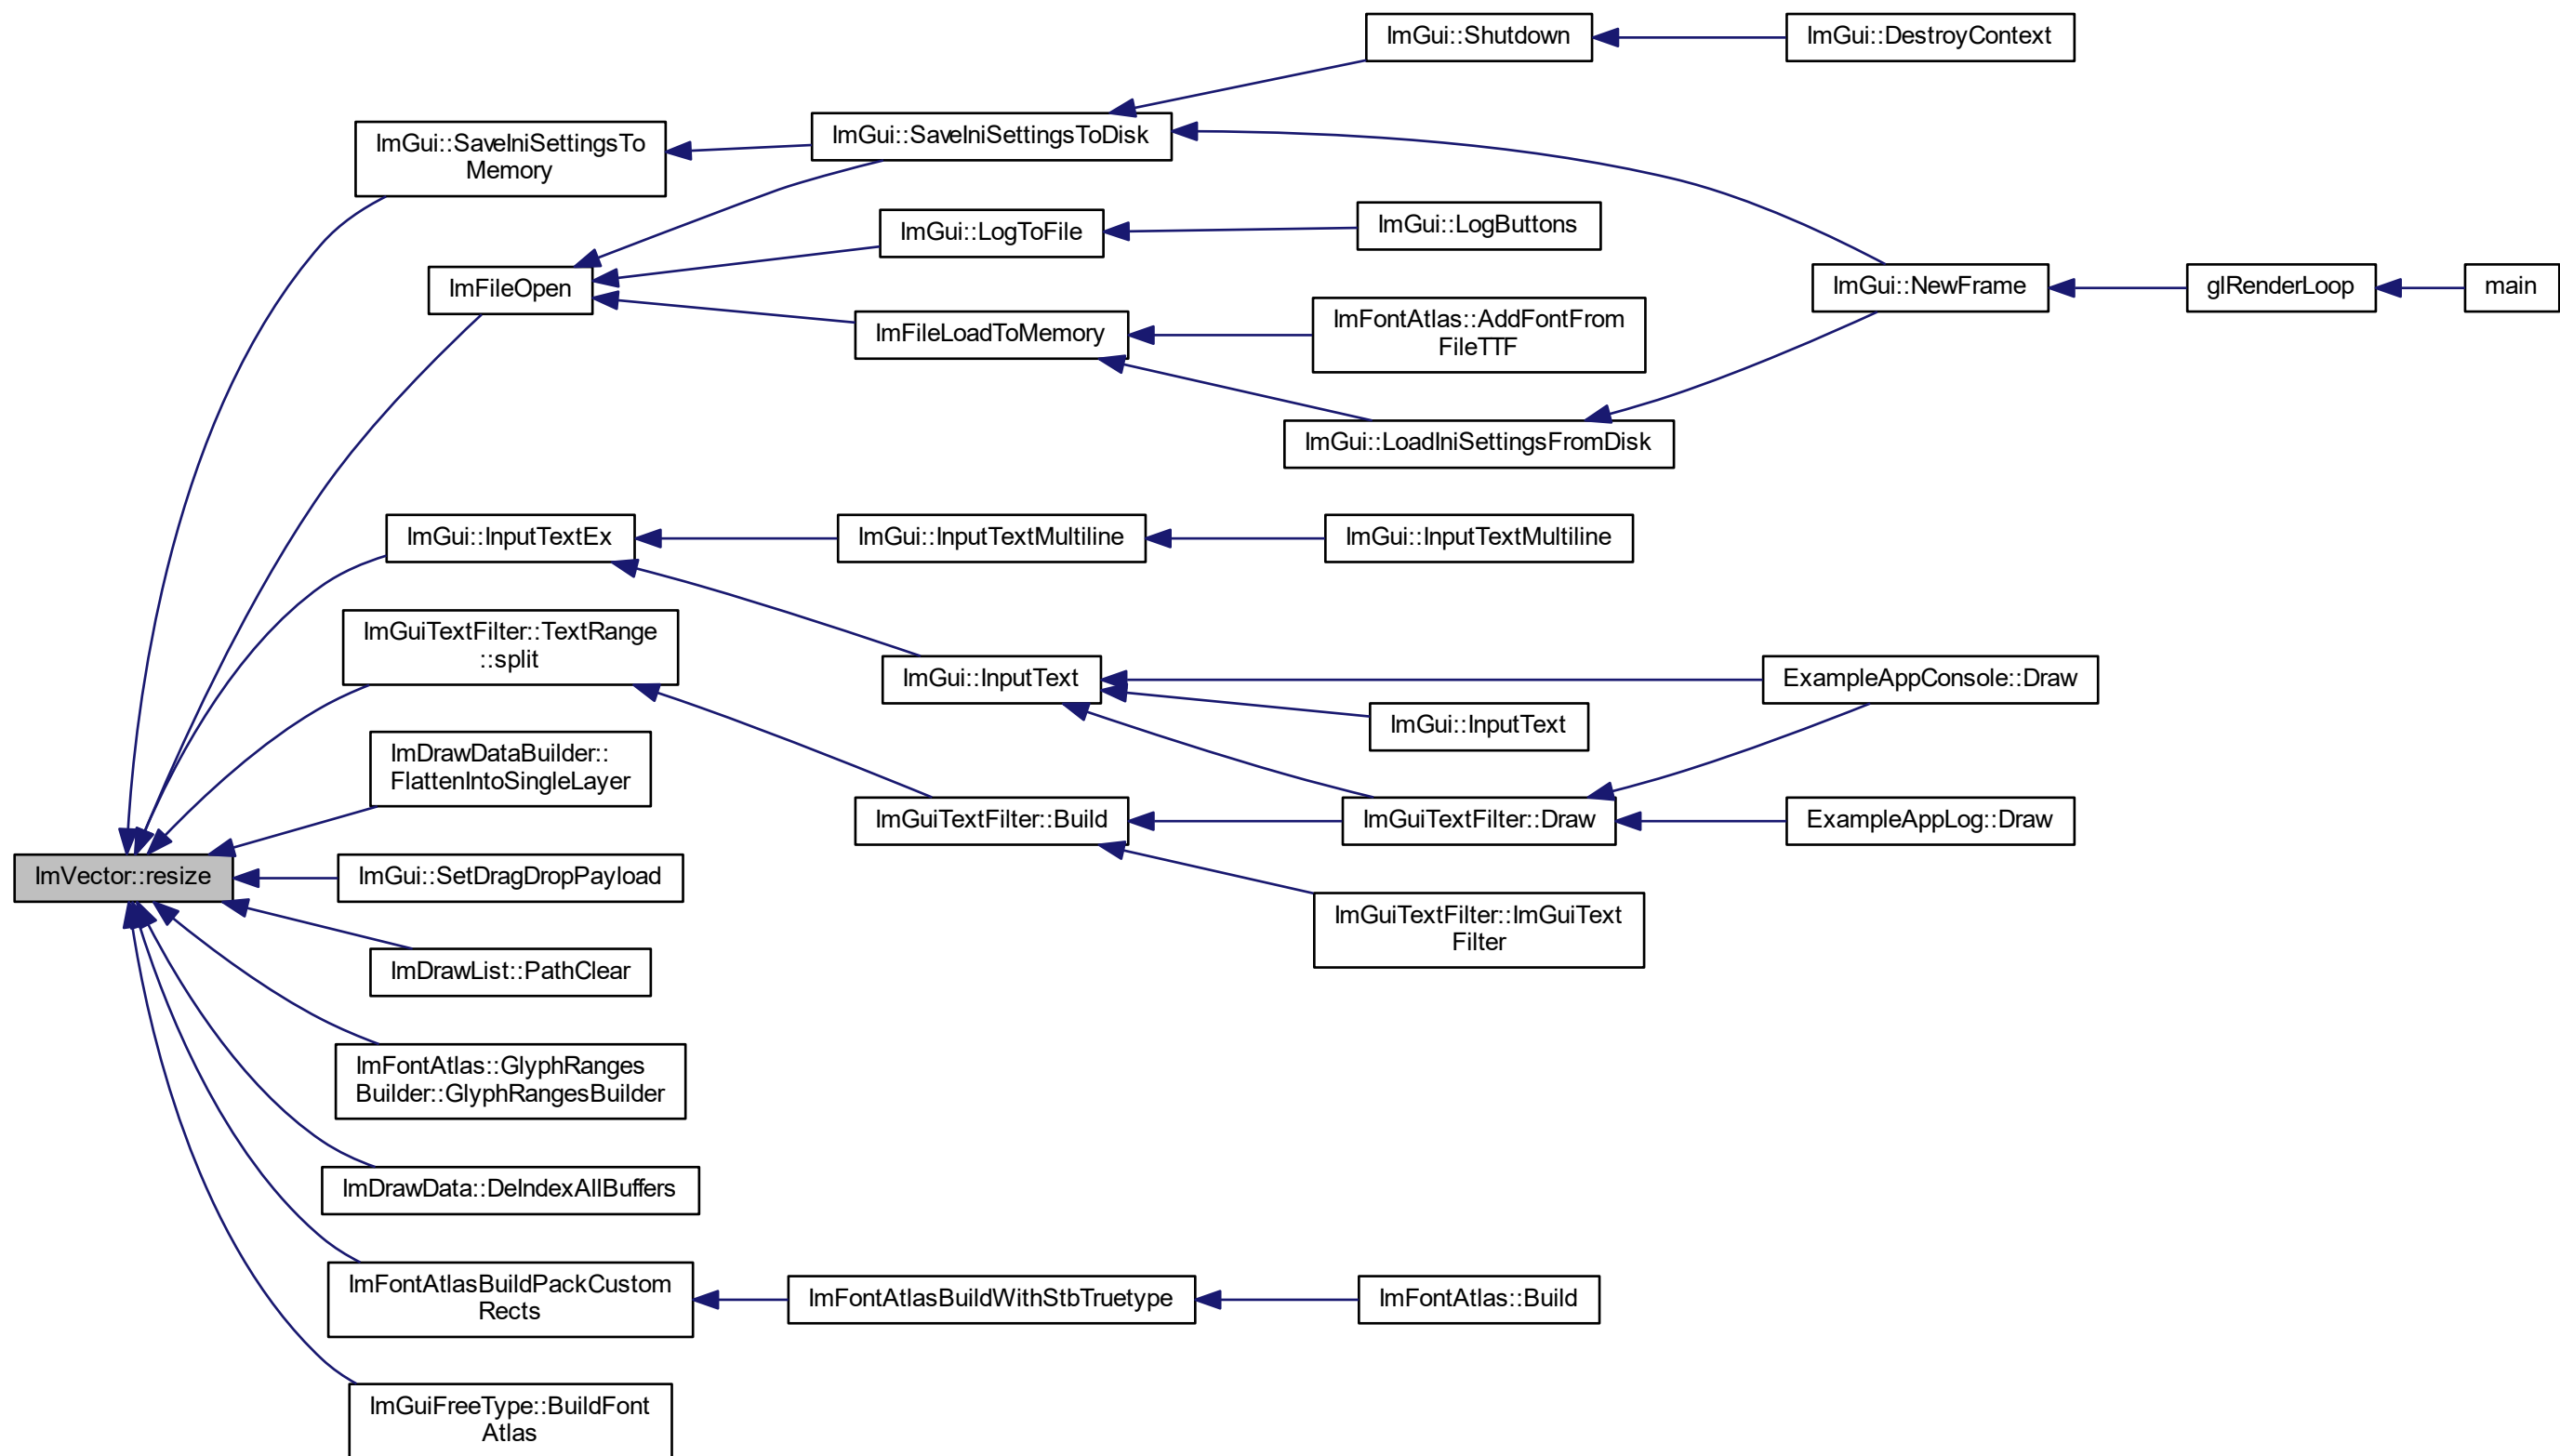 ImGui::Shutdown
ImGui::DestroyContext
ImGui::SaveIniSettingsTo
Memory
ImGui::SaveIniSettingsToDisk
ImGui::LogToFile
ImGui::LogButtons
ImFileOpen
ImGui::NewFrame
glRenderLoop
main
ImFileLoadToMemory
ImFontAtlas::AddFontFrom
FileTTF
ImGui::LoadIniSettingsFromDisk
ImGui::InputTextEx
ImGui::InputTextMultiline
ImGui::InputTextMultiline
ImGuiTextFilter::TextRange
::split
ImGui::InputText
ExampleAppConsole::Draw
ImGui::InputText
ImDrawDataBuilder::
FlattenIntoSingleLayer
ImGuiTextFilter::Build
ImGuiTextFilter::Draw
ExampleAppLog::Draw
ImVector::resize
ImGui::SetDragDropPayload
ImGuiTextFilter::ImGuiText
Filter
ImDrawList::PathClear
ImFontAtlas::GlyphRanges
Builder::GlyphRangesBuilder
ImDrawData::DeIndexAllBuffers
ImFontAtlasBuildPackCustom
Rects
ImFontAtlasBuildWithStbTruetype
ImFontAtlas::Build
ImGuiFreeType::BuildFont
Atlas